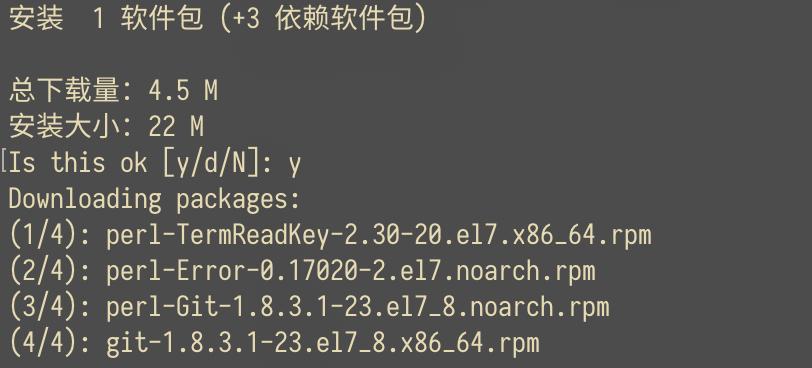 安装  1 软件包 (+3 依赖软件包)
总下载量：4.5 M
安装大小：22 M
[Is this ok [y/d/N]: y
Downloading packages:
(1/4): perl-TermReadKey-2.30-20.el7.x86_64.rpm
(2/4): perl-Error-0.17020-2.el7.noarch.rpm
(3/4): perl-Git-1.8.3.1-23.el7_8.noarch.rpm
(4/4): git-1.8.3.1-23.el7_8.x86_64.rpm